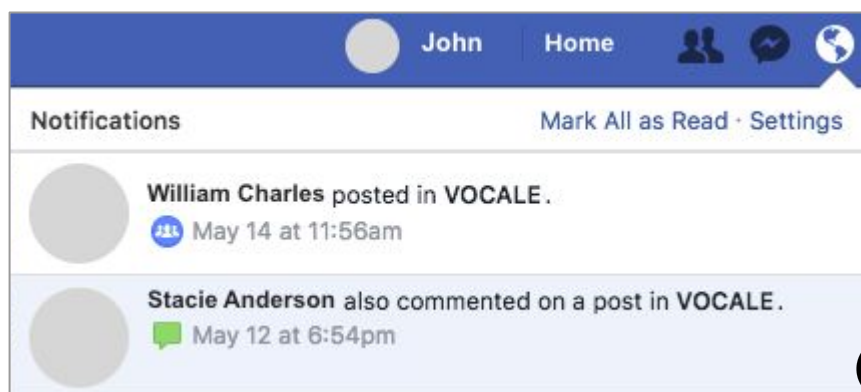 John Home
Notifications Mark All as Read · Settings
William Charles posted in VOCALE.
May 14 at 11:56am
Stacie Anderson also commented on a post in VOCALE.
May 12 at 6:54pm